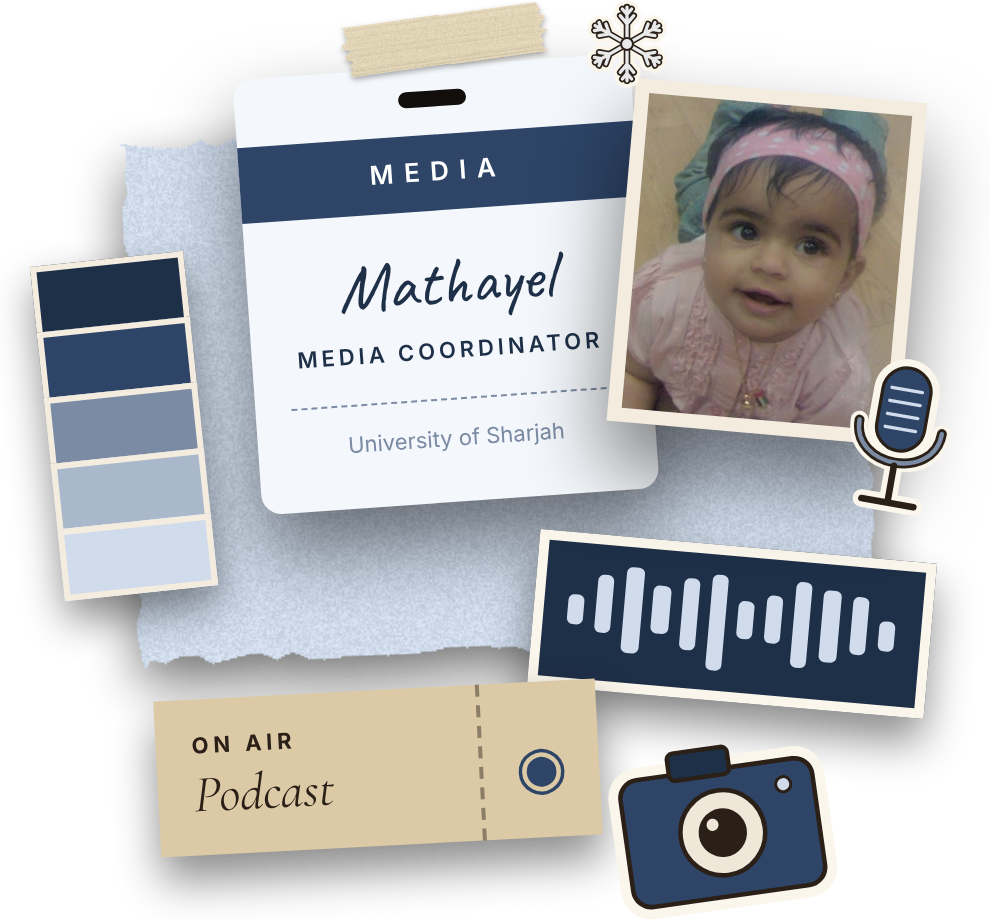 MEDIA
Mathayel
MEDIA COORDINATOR
University of Sharjah
ON AIR
Podcast